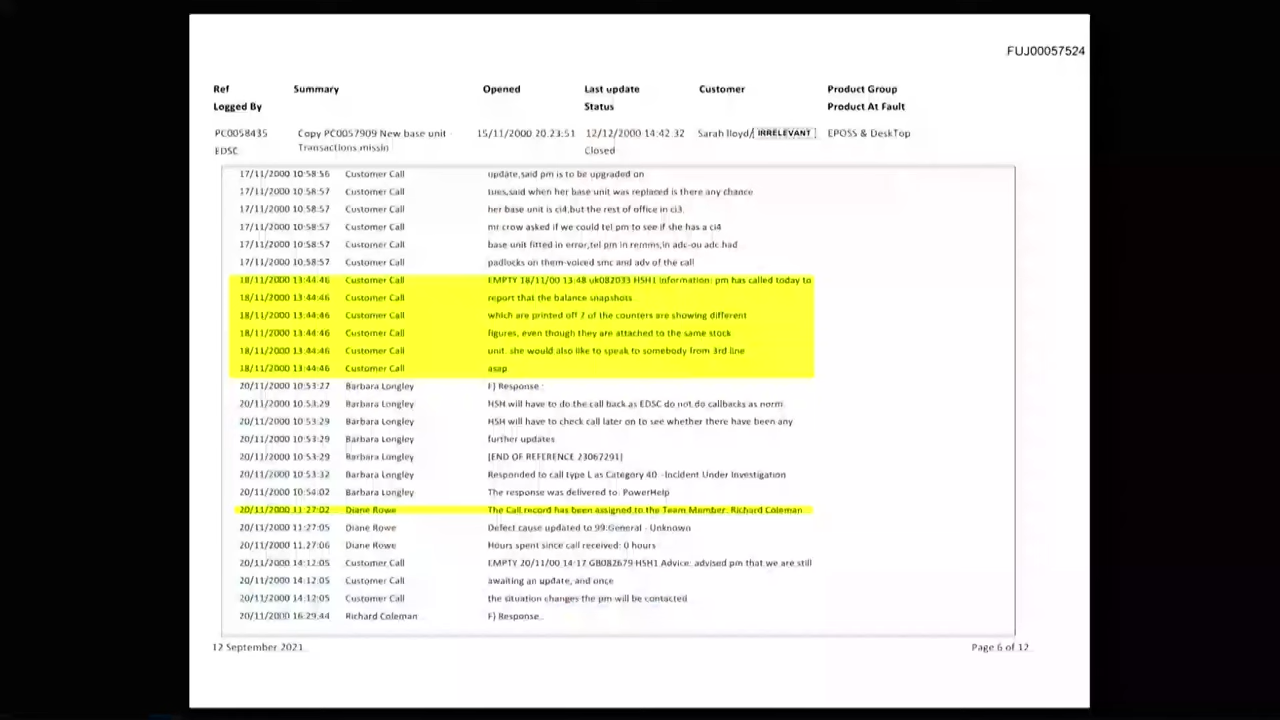 FUJ00057524
Ref Summary Opened Last update Customer Product Group
Logged By Status Product At Fault
PC0058435 Copy PC0057909 New base unit - 15/11/2000 20.23:51 12/12/2000 14.42.32 Sarah lloyd/ IRRELEVANT EPOSS & DeskTop
EDSC Transactions missin Closed
17/11/2000 10:58:56 Customer Call update,said pm is to be upgraded on
17/11/2000 10:58:57 Customer Call tues,said when her base unit was replaced is there any chance
17/11/2000 10:58:57 Customer Call her base unit is ci4,but the rest of office in ci3.
17/11/2000 10:58:57 Customer Call mr crow asked if we could tel pm to see if she has a ci4
17/11/2000 10:58:57 Customer Call base unit fitted in error,tel pm in remms,in adc-ou adc had
17/11/2000 10:58:57 Customer Call padlocks on them-voiced smc and adv of the call
18/11/2000 13:44:46 Customer Call EMPTY 18/11/00 13:48 uk082033 HSH1 Information: pm has called today to
18/11/2000 13:44:46 Customer Call report that the balance snapshots
18/11/2000 13:44:46 Customer Call which are printed off 2 of the counters are showing different
18/11/2000 13:44:46 Customer Call figures, even though they are attached to the same stock
18/11/2000 13:44:46 Customer Call unit. she would also like to speak to somebody from 3rd line
18/11/2000 13:44:46 Customer Call asap
20/11/2000 10:53:27 Barbara Longley F} Response :
20/11/2000 10:53:29 Barbara Longley HSH will have to do the call back as EDSC do not do callbacks as norm.
20/11/2000 10:53:29 Barbara Longley HSH will have to check call later on to see whether there have been any
20/11/2000 10:53:29 Barbara Longley further updates
20/11/2000 10:53:29 Barbara Longley [END OF REFERENCE 23067291]
20/11/2000 10:53:32 Barbara Longley Responded to call type L as Category 40 -Incident Under Investigation
20/11/2000 10:54:02 Barbara Longley The response was delivered to: PowerHelp
20/11/2000 11:27:02 Diane Rowe The Call record has been assigned to the Team Member: Richard Coleman
20/11/2000 11:27:05 Diane Rowe Defect cause updated to 99:General - Unknown
20/11/2000 11.27:06 Diane Rowe Hours spent since call received: 0 hours
20/11/2000 14:12:05 Customer Call EMPTY 20/11/00 14:17 GB082679 HSH1 Advice: advised pm that we are still
20/11/2000 14:12:05 Customer Call awaiting an update, and once
20/11/2000 14:12:05 Customer Call the situation changes the pm will be contacted
20/11/2000 16:29.44 Richard Coleman F} Response :
12 September 2021 Page 6 of 12